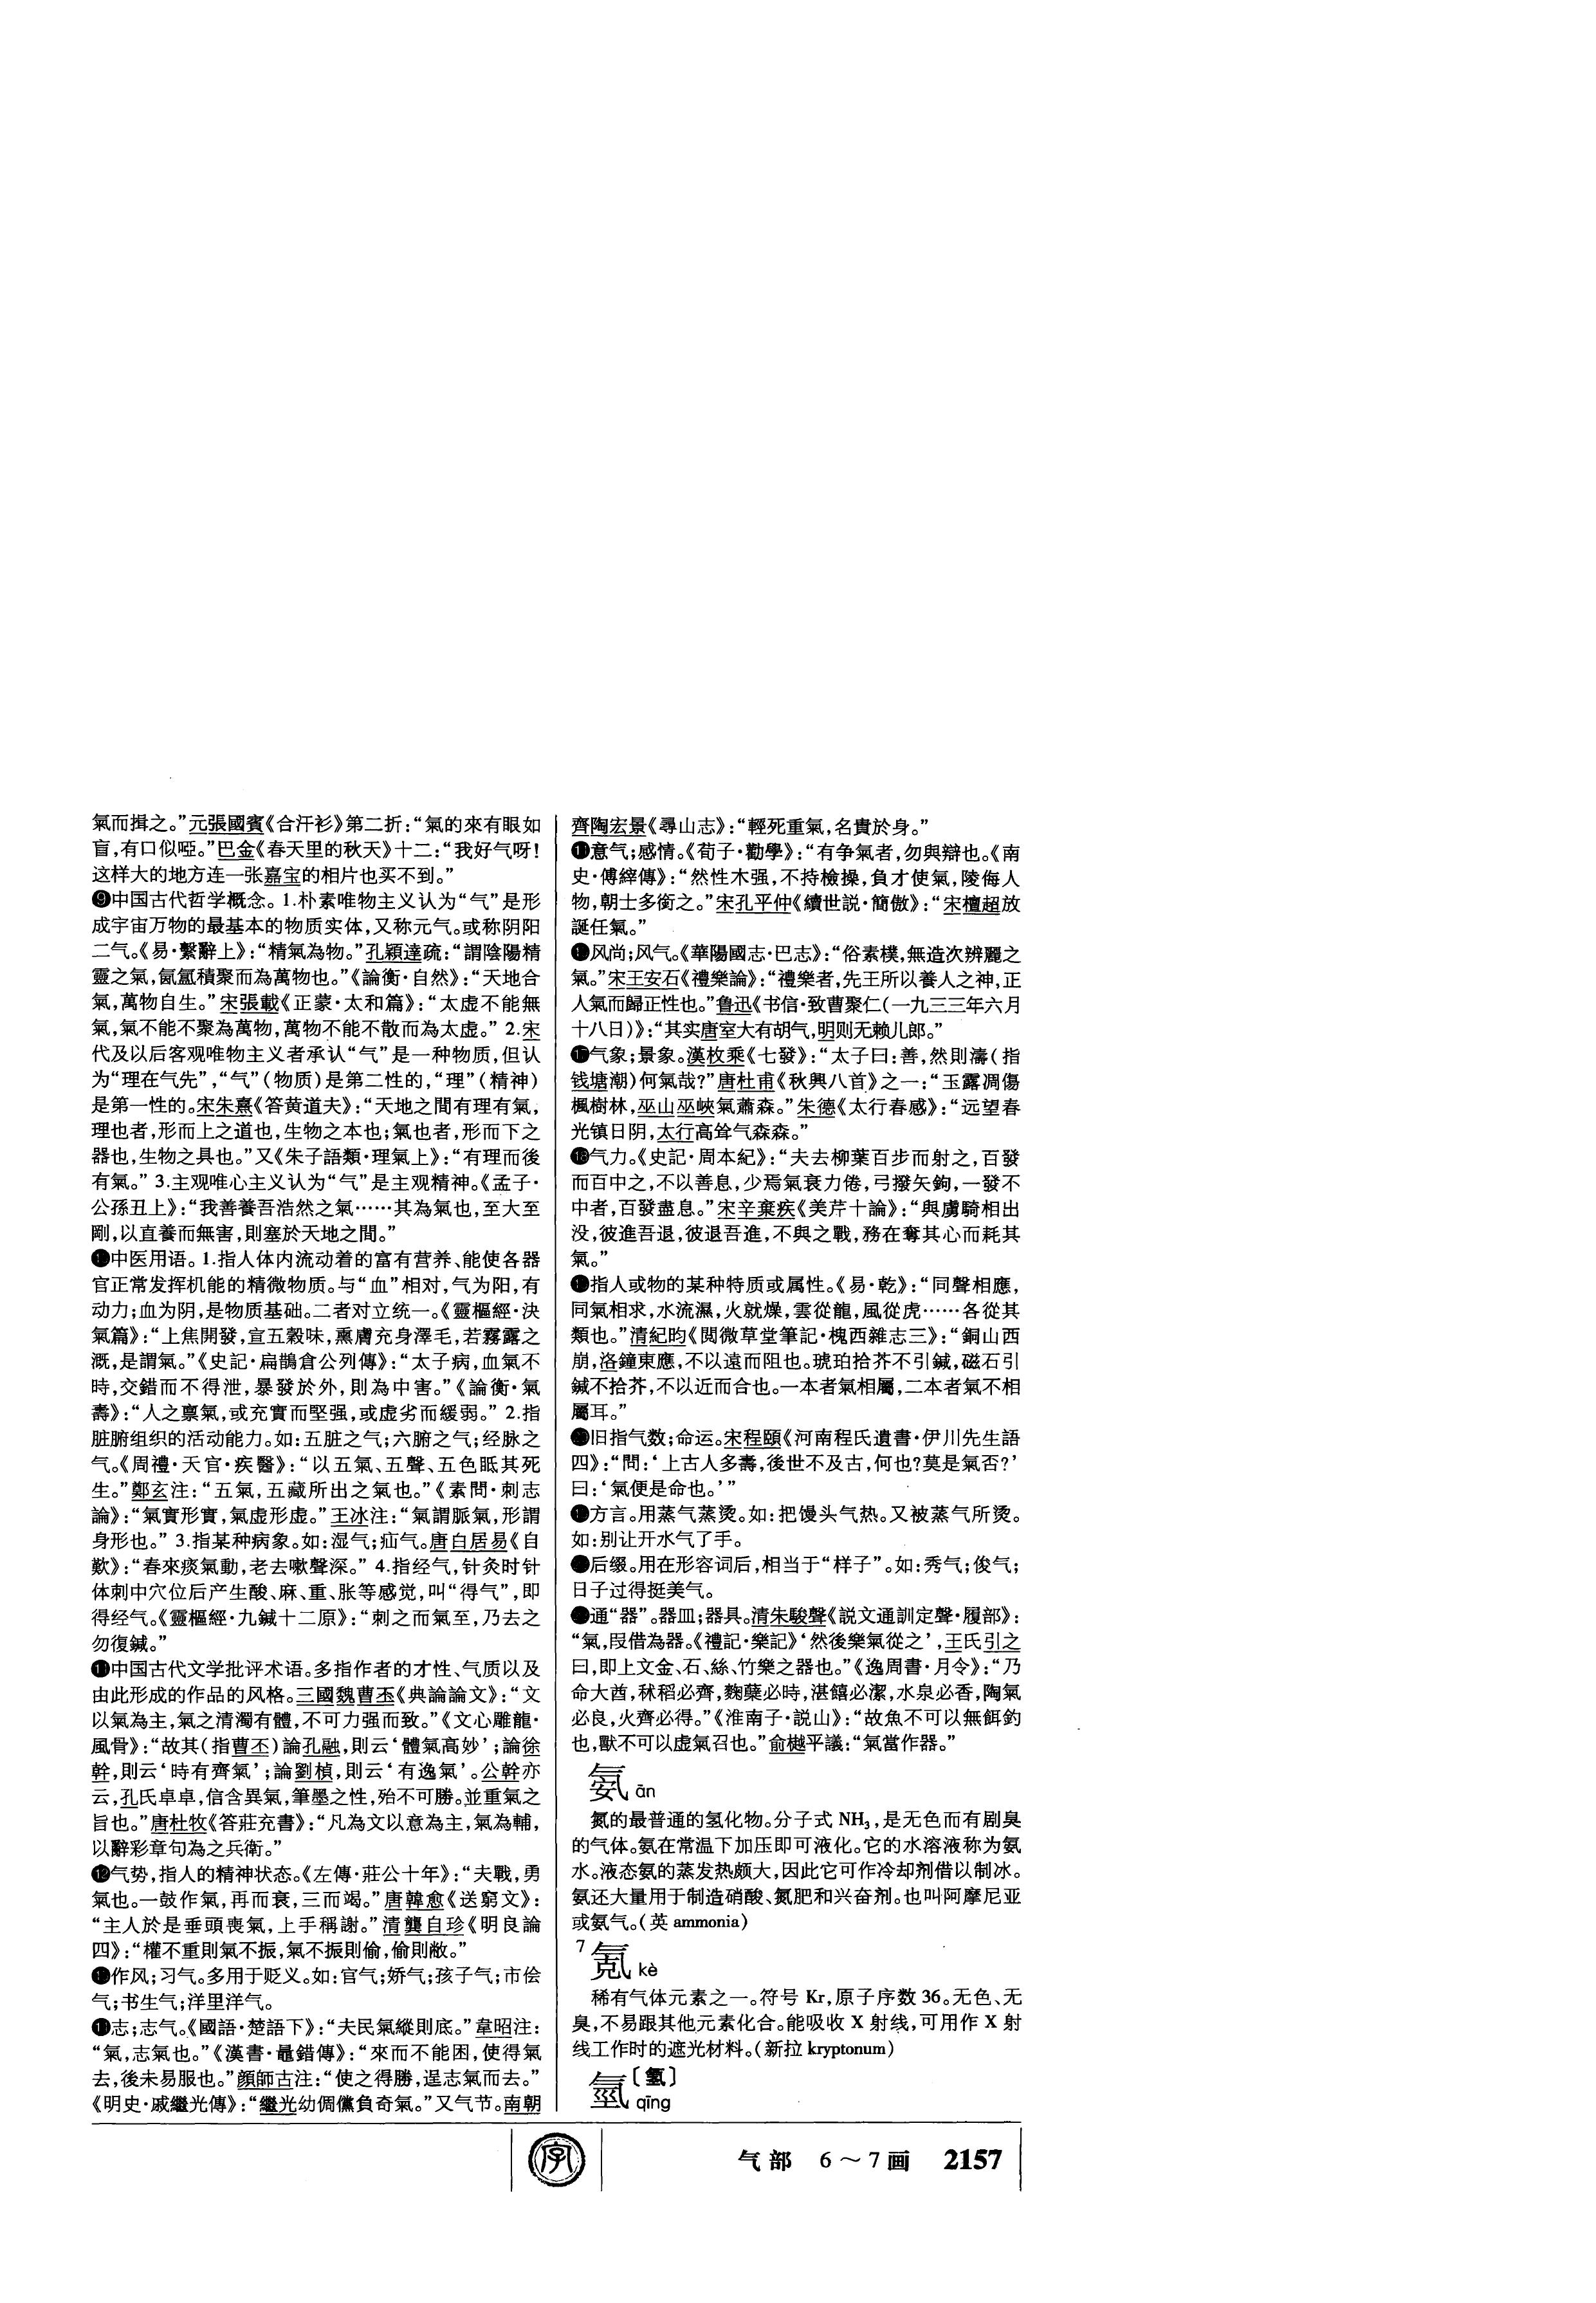 氣而揖之。”元張國賓《合汗衫》第二折：“氣的來有眼如
盲，有口似啞。”巴金《春天里的秋天》十二：“我好气呀！
这样大的地方连一张嘉宝的相片也买不到。”
❾中国古代哲学概念。1.朴素唯物主义认为“气”是形
成宇宙万物的最基本的物质实体，又称元气。或称阴阳
二气。《易·繫辭上》：“精氣為物。”孔穎達疏：“謂陰陽精
靈之氣，氤氳積聚而為萬物也。”《論衡·自然》：“天地合
氣，萬物自生。”宋張載《正蒙·太和篇》：“太虚不能無
氣，氣不能不聚為萬物，萬物不能不散而為太虚。” 2.宋
代及以后客观唯物主义者承认“气”是一种物质，但认
为“理在气先”，“气”（物质）是第二性的，“理”（精神）
是第一性的。宋朱熹《答黄道夫》：“天地之間有理有氣，
理也者，形而上之道也，生物之本也；氣也者，形而下之
器也，生物之具也。”又《朱子語類·理氣上》：“有理而後
有氣。” 3.主观唯心主义认为“气”是主观精神。《孟子·
公孫丑上》：“我善養吾浩然之氣……其為氣也，至大至
剛，以直養而無害，則塞於天地之間。”
❿中医用语。1.指人体内流动着的富有营养、能使各器
官正常发挥机能的精微物质。与“血”相对，气为阳，有
动力；血为阴，是物质基础。二者对立统一。《靈樞經·決
氣篇》：“上焦開發，宣五穀味，熏膚充身澤毛，若霧露之
溉，是謂氣。”《史記·扁鵲倉公列傳》：“太子病，血氣不
時，交錯而不得泄，暴發於外，則為中害。”《論衡·氣
壽》：“人之禀氣，或充實而堅强，或虚劣而緩弱。” 2.指
脏腑组织的活动能力。如：五脏之气；六腑之气；经脉之
气。《周禮·天官·疾醫》：“以五氣、五聲、五色眡其死
生。”鄭玄注：“五氣，五藏所出之氣也。”《素問·刺志
論》：“氣實形實，氣虚形虚。”王冰注：“氣謂脈氣，形謂
身形也。” 3.指某种病象。如：湿气；疝气。唐白居易《自
歎》：“春來痰氣動，老去嗽聲深。” 4.指经气，针灸时针
体刺中穴位后产生酸、麻、重、胀等感觉，叫“得气”，即
得经气。《靈樞經·九鍼十二原》：“刺之而氣至，乃去之
勿復鍼。”
⓫中国古代文学批评术语。多指作者的才性、气质以及
由此形成的作品的风格。三國魏曹丕《典論論文》：“文
以氣為主，氣之清濁有體，不可力强而致。”《文心雕龍·
風骨》：“故其（指曹丕）論孔融，則云‘體氣高妙’；論徐
幹，則云‘時有齊氣’；論劉楨，則云‘有逸氣’。公幹亦
云，孔氏卓卓，信含異氣，筆墨之性，殆不可勝。並重氣之
旨也。”唐杜牧《答莊充書》：“凡為文以意為主，氣為輔，
以辭彩章句為之兵衛。”
⓬气势，指人的精神状态。《左傳·莊公十年》：“夫戰，勇
氣也。一鼓作氣，再而衰，三而竭。”唐韓愈《送窮文》：
“主人於是垂頭喪氣，上手稱謝。”清龔自珍《明良論
四》：“權不重則氣不振，氣不振則偷，偷則敝。”
⓭作风；习气。多用于贬义。如：官气；娇气；孩子气；市侩
气；书生气；洋里洋气。
⓮志；志气。《國語·楚語下》：“夫民氣縱則底。”韋昭注：
“氣，志氣也。”《漢書·鼂錯傳》：“來而不能困，使得氣
去，後未易服也。”顔師古注：“使之得勝，逞志氣而去。”
《明史·戚繼光傳》：“繼光幼倜儻負奇氣。”又气节。南朝
齊陶宏景《尋山志》：“輕死重氣，名貴於身。”
⓯意气；感情。《荀子·勸學》：“有争氣者，勿與辯也。《南
史·傅縡傳》：“然性木强，不持檢操，負才使氣，陵侮人
物，朝士多銜之。”宋孔平仲《續世説·簡傲》：“宋檀超放
誕任氣。”
⓰风尚；风气。《華陽國志·巴志》：“俗素樸，無造次辨麗之
氣。”宋王安石《禮樂論》：“禮樂者，先王所以養人之神，正
人氣而歸正性也。”鲁迅《书信·致曹聚仁（一九三三年六月
十八日）》：“其实唐室大有胡气，明则无赖儿郎。”
⓱气象；景象。漢枚乘《七發》：“太子曰：善，然則濤（指
钱塘潮）何氣哉？”唐杜甫《秋興八首》之一：“玉露凋傷
楓樹林，巫山巫峽氣蕭森。”朱德《太行春感》：“远望春
光镇日阴，太行高耸气森森。”
⓲气力。《史記·周本紀》：“夫去柳葉百步而射之，百發
而百中之，不以善息，少焉氣衰力倦，弓撥矢鉤，一發不
中者，百發盡息。”宋辛棄疾《美芹十論》：“與虜騎相出
没，彼進吾退，彼退吾進，不與之戰，務在奪其心而耗其
氣。”
⓳指人或物的某种特质或属性。《易·乾》：“同聲相應，
同氣相求，水流濕，火就燥，雲從龍，風從虎……各從其
類也。”清紀昀《閲微草堂筆記·槐西雜志三》：“銅山西
崩，洛鐘東應，不以遠而阻也。琥珀拾芥不引鍼，磁石引
鍼不拾芥，不以近而合也。一本者氣相屬，二本者氣不相
屬耳。”
⓴旧指气数；命运。宋程頤《河南程氏遺書·伊川先生語
四》：“問：‘上古人多壽，後世不及古，何也？莫是氣否？’
曰：‘氣便是命也。’”
㉑方言。用蒸气蒸烫。如：把馒头气热。又被蒸气所烫。
如：别让开水气了手。
㉒后缀。用在形容词后，相当于“样子”。如：秀气；俊气；
日子过得挺美气。
㉓通“器”。器皿；器具。清朱駿聲《説文通訓定聲·履部》：
“氣，叚借為器。《禮記·樂記》‘然後樂氣從之’，王氏引之
曰，即上文金、石、絲、竹樂之器也。”《逸周書·月令》：“乃
命大酋，秫稻必齊，麴糵必時，湛饎必潔，水泉必香，陶氣
必良，火齊必得。”《淮南子·説山》：“故魚不可以無餌釣
也，獸不可以虚氣召也。”俞樾平議：“氣當作器。”
氨 ān
氮的最普通的氢化物。分子式 NH₃，是无色而有剧臭
的气体。氨在常温下加压即可液化。它的水溶液称为氨
水。液态氨的蒸发热颇大，因此它可作冷却剂借以制冰。
氨还大量用于制造硝酸、氮肥和兴奋剂。也叫阿摩尼亚
或氨气。（英 ammonia）
7 氪 kè
稀有气体元素之一。符号 Kr，原子序数 36。无色、无
臭，不易跟其他元素化合。能吸收 X 射线，可用作 X 射
线工作时的遮光材料。（新拉 kryptonum）
氫〔氢〕 qīng
字
气部 6～7画 2157